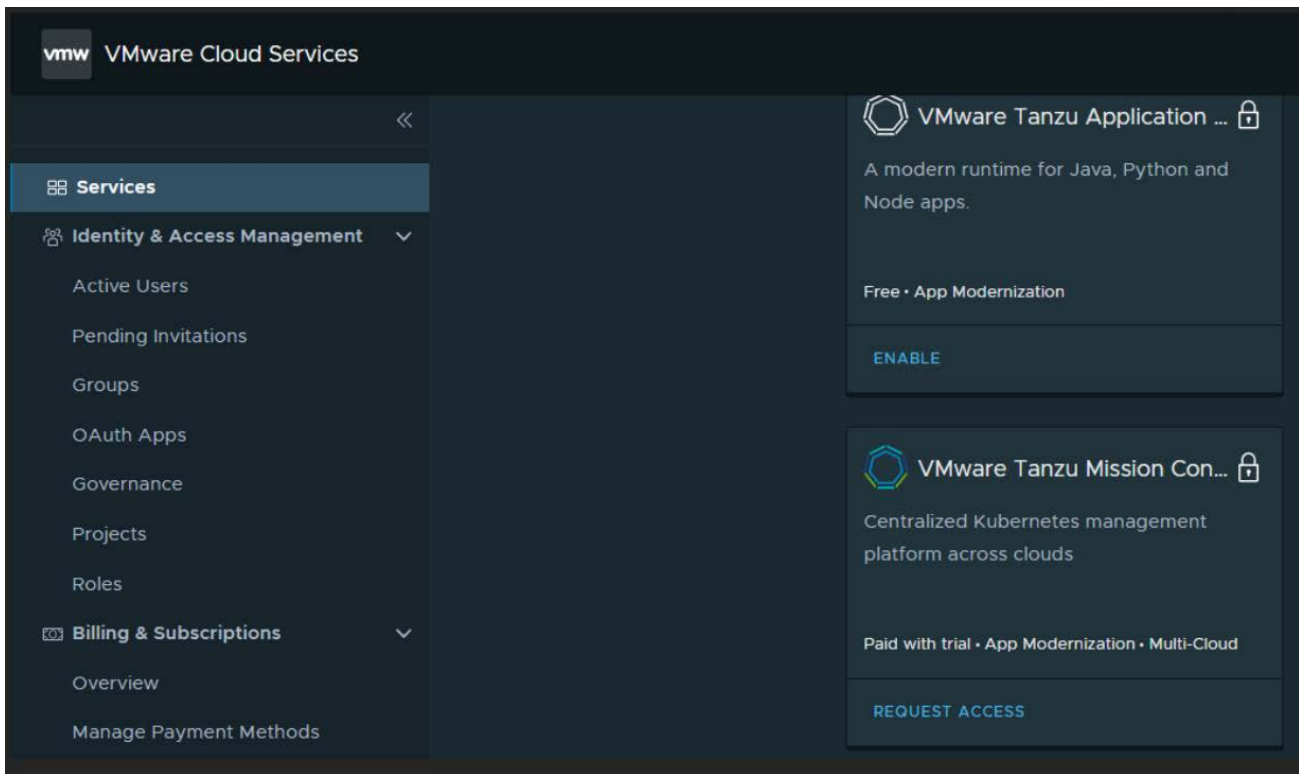 vmw VMware Cloud Services
Services
Identity & Access Management
Active Users
Pending Invitations
Groups
OAuth Apps
Governance
Projects
Roles
Billing & Subscriptions
Overview
Manage Payment Methods
VMware Tanzu Application ...
A modern runtime for Java, Python and
Node apps.
Free • App Modernization
ENABLE
VMware Tanzu Mission Con...
Centralized Kubernetes management
platform across clouds
Paid with trial • App Modernization • Multi-Cloud
REQUEST ACCESS